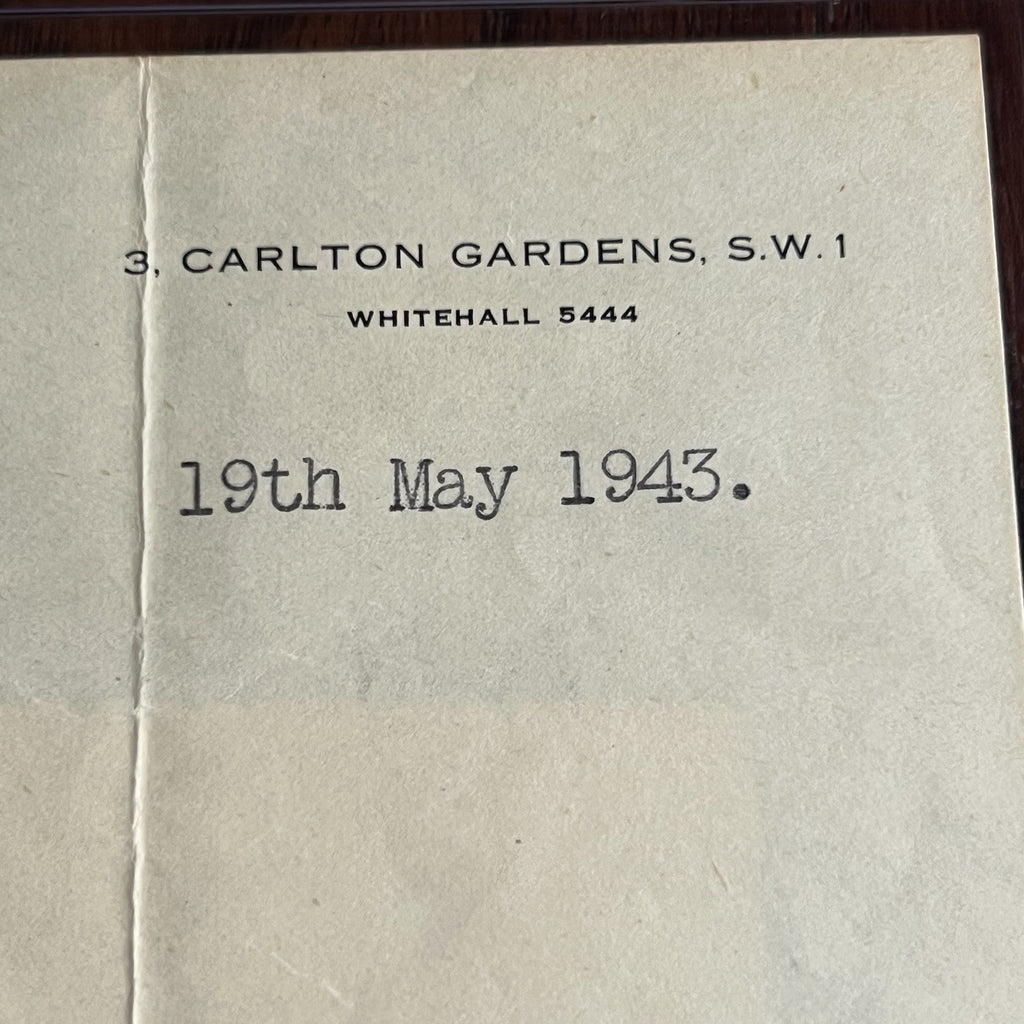 3, CARLTON GARDENS, S.W. 1
WHITEHALL 5444
19th May 1943.